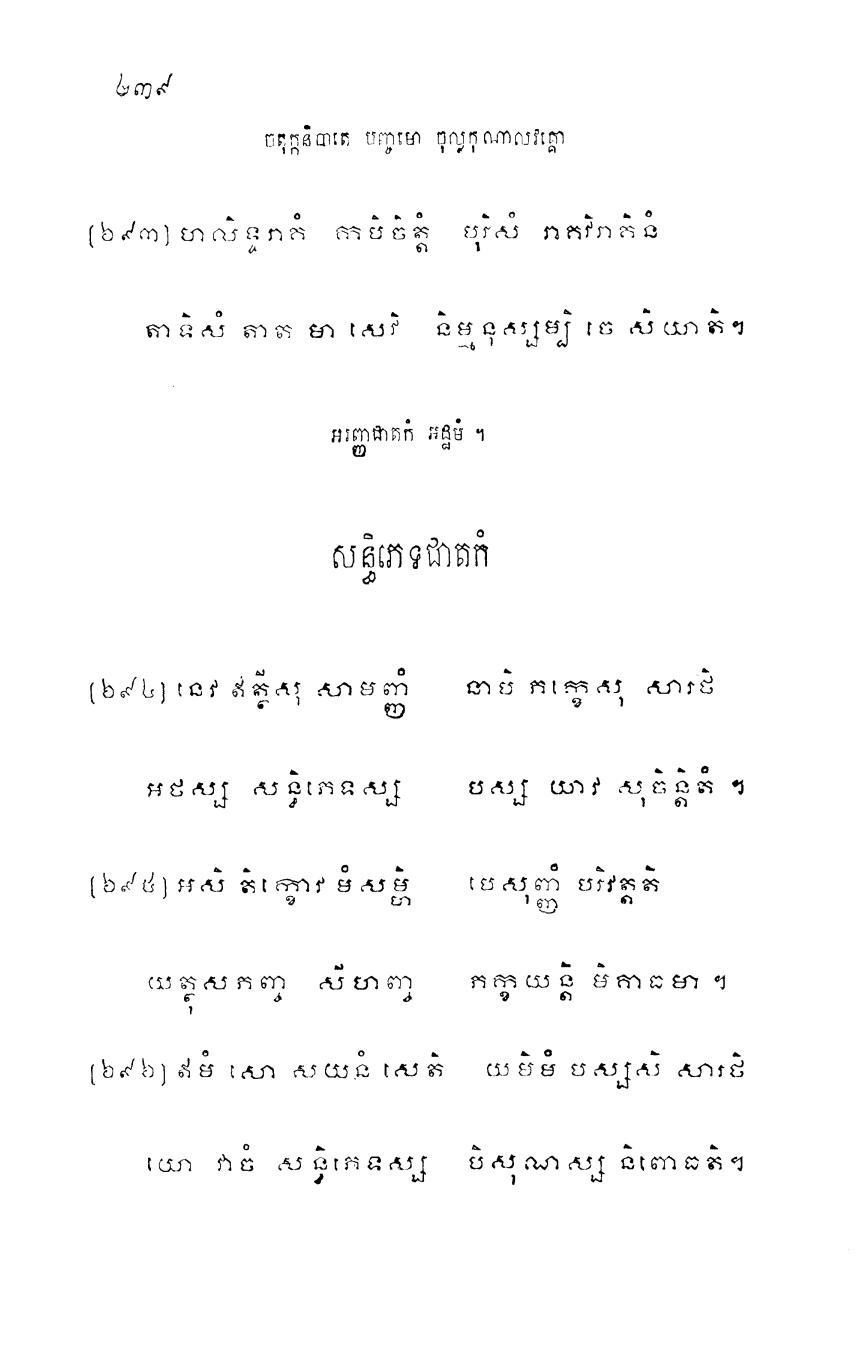 ៤៣៩
ចតុក្កនិបាតេ បញ្ចមោ ចុល្លកុណាលវគ្គោ
[៦៩៣] ហលិទ្ទរាគំ កាបិចិត្តំ បុរិសំ រាគវិរាគិនំ
តាទិសំ តាត មា សេវិ និម្មនុស្សម្បិ ចេ សិយាតិ។
អរញ្ញជាតកំ អដ្ឋមំ ។
សន្ធិភេទជាតកំ
[៦៩៤] នេវ ឥត្ថីសុ សាមញ្ញំ នាបិ ភក្ខេសុ សារថិ
អថស្ស សន្ធិភេទស្ស បស្ស យាវ សុចិន្តិតំ ។
[៦៩៥] អសិ តិក្ខោវ មំសម្ហិ បេសុញ្ញំ បរិវត្តតិ
យត្ថុសភញ្ច សីហញ្ច ភក្ខយន្តិ មិគាធមា ។
[៦៩៦] ឥមំ សោ សយនំ សេតិ យមិមំ បស្សសិ សារថិ
យោ វាចំ សន្ធិភេទស្ស បិសុណស្ស និពោធតិ។